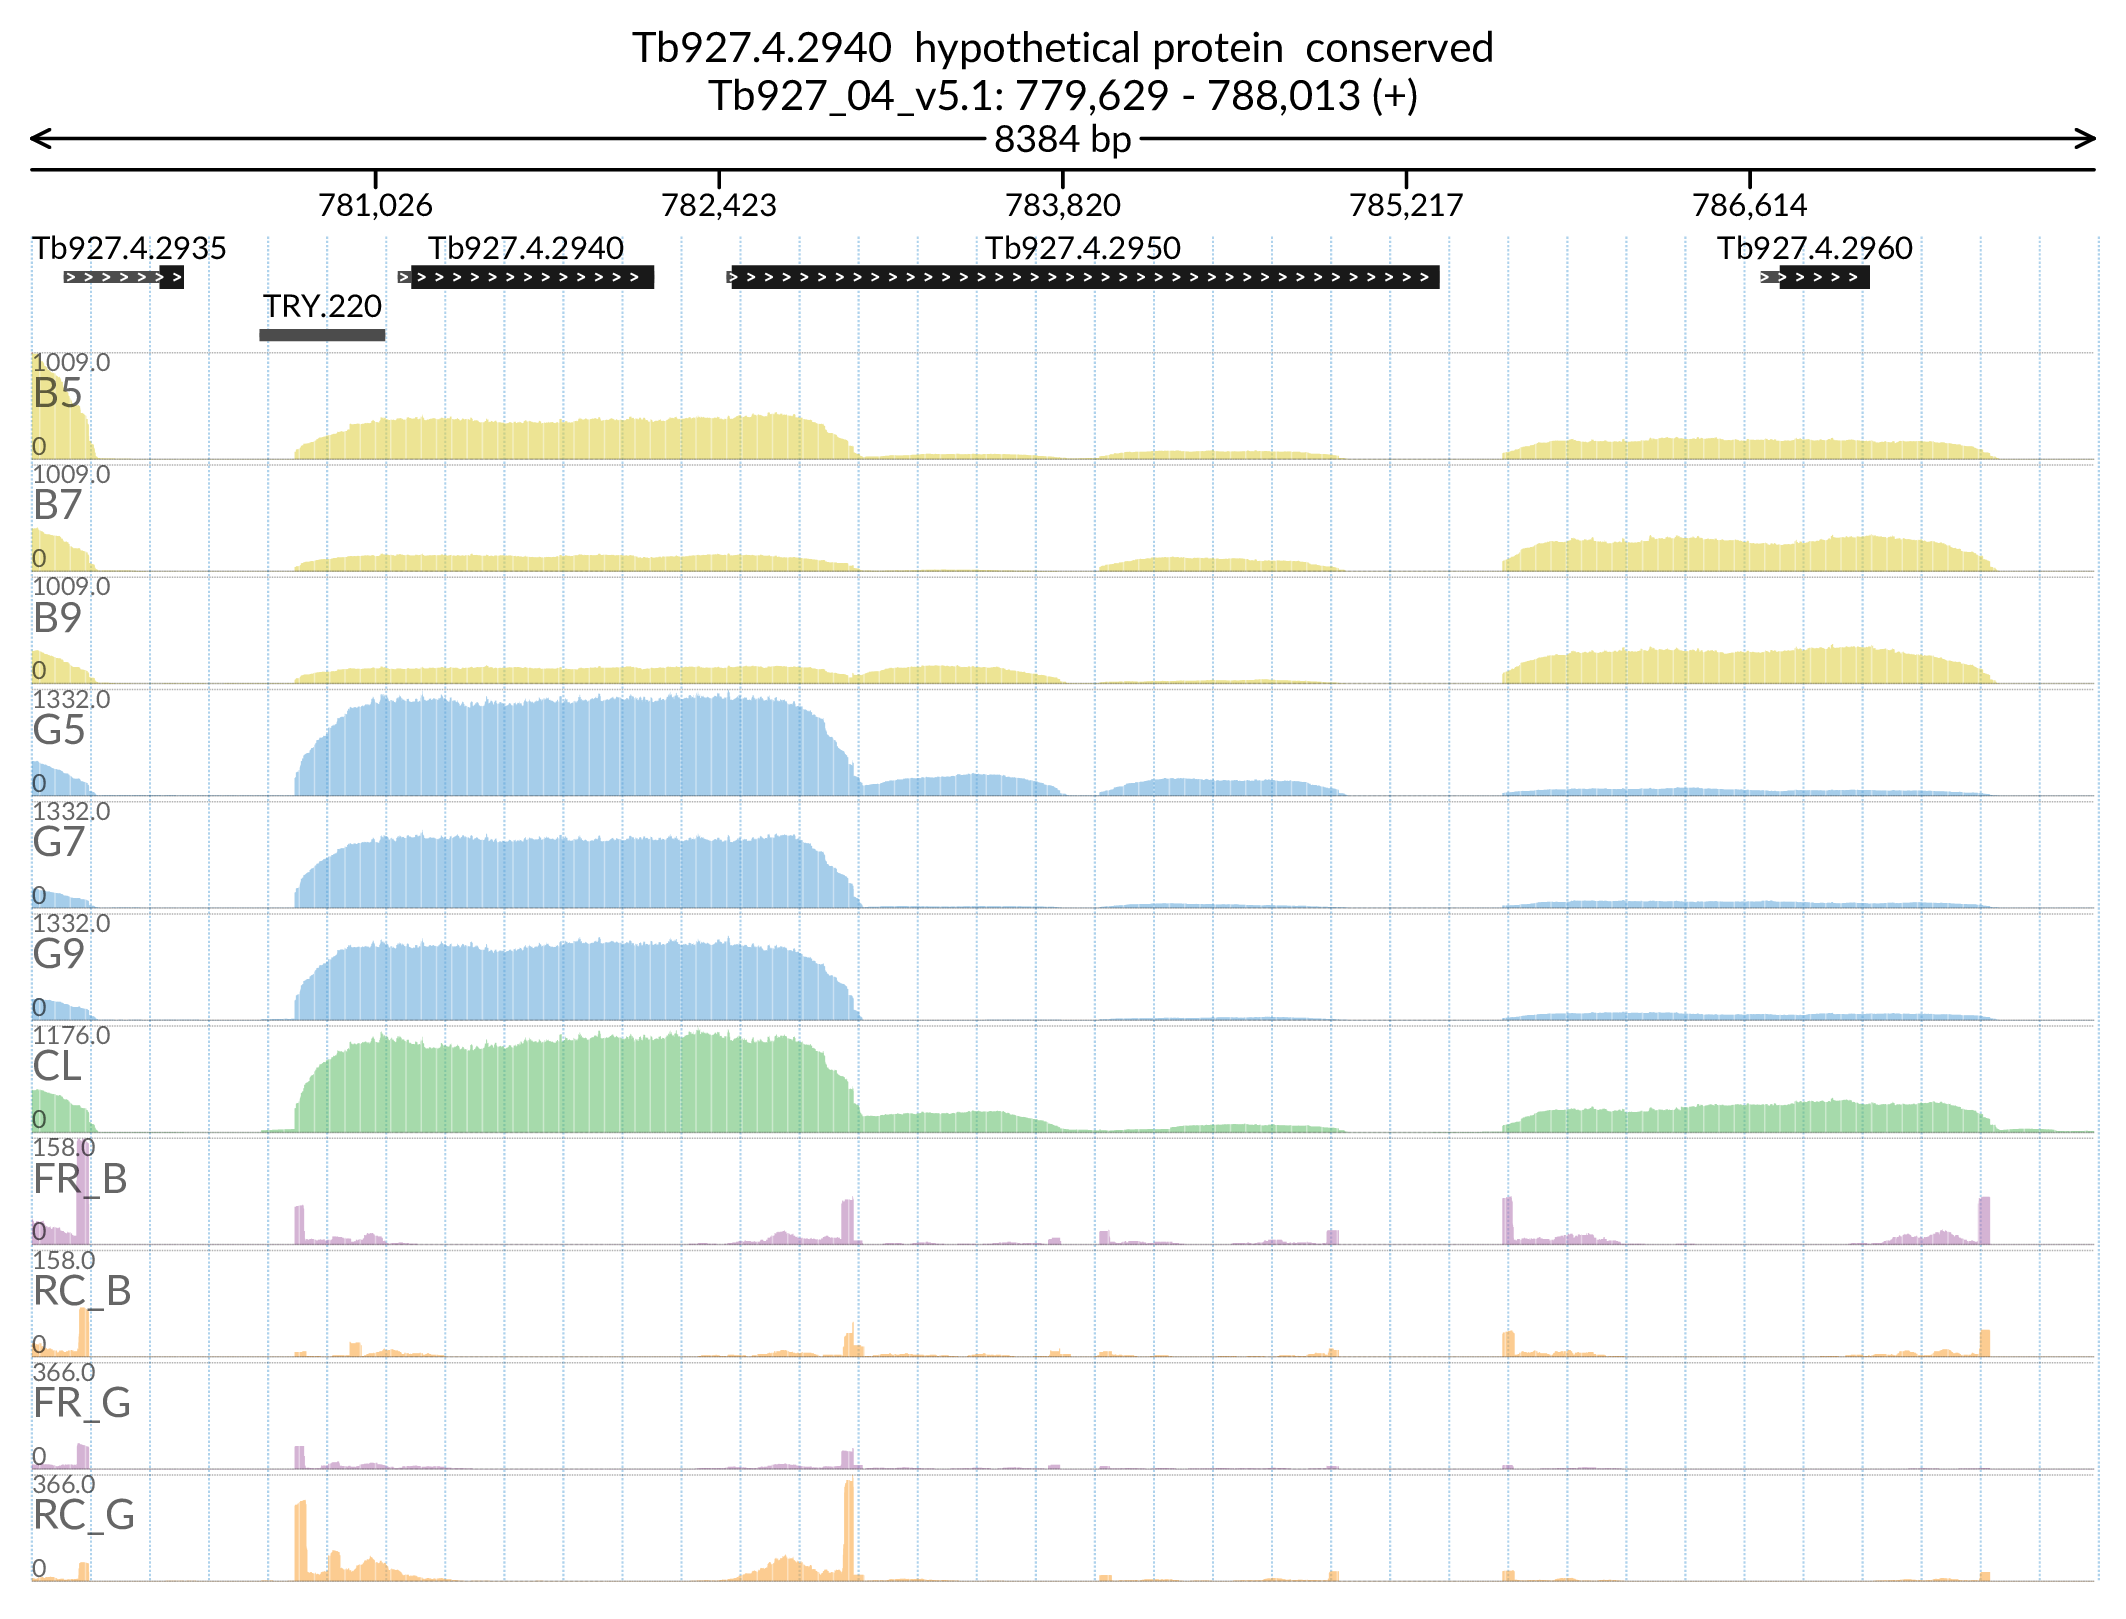 Tb927.4.2940 hypothetical protein conserved
Tb927_04_v5.1: 779,629 - 788,013 (+)
8384 bp
781,026 782,423 783,820 785,217 786,614
Tb927.4.2935 Tb927.4.2940 Tb927.4.2950 Tb927.4.2960
TRY.220
1009.0
B5
0
1009.0
B7
0
1009.0
B9
0
1332.0
G5
0
1332.0
G7
0
1332.0
G9
0
1176.0
CL
0
158.0
FR_B
0
158.0
RC_B
0
366.0
FR_G
0
366.0
RC_G
0